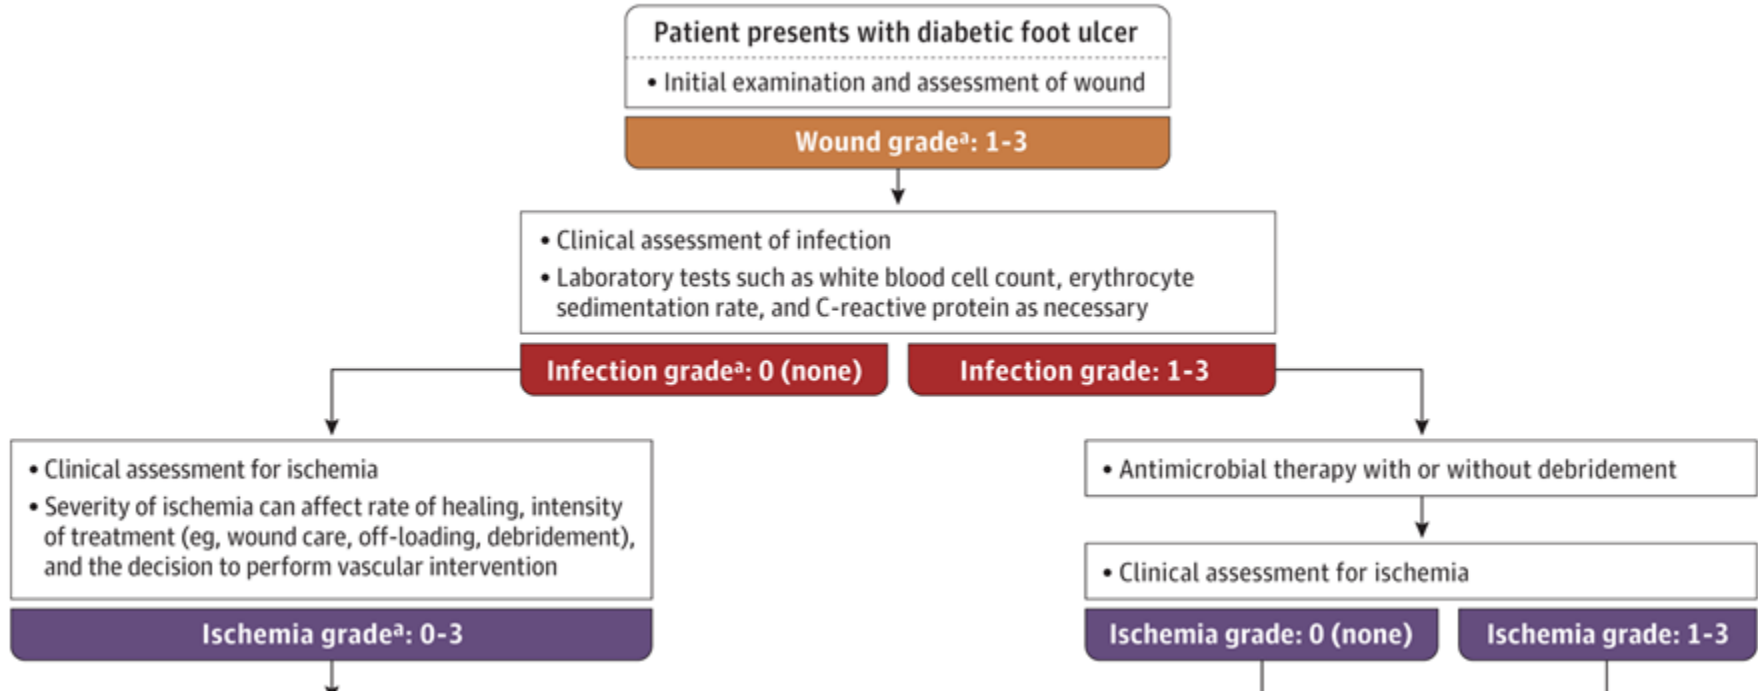 Patient presents with diabetic foot ulcer
• Initial examination and assessment of wound
Wound gradeᵃ: 1-3
• Clinical assessment of infection
• Laboratory tests such as white blood cell count, erythrocyte
sedimentation rate, and C-reactive protein as necessary
Infection gradeᵃ: 0 (none)
Infection grade: 1-3
• Clinical assessment for ischemia
• Severity of ischemia can affect rate of healing, intensity
of treatment (eg, wound care, off-loading, debridement),
and the decision to perform vascular intervention
Ischemia gradeᵃ: 0-3
• Antimicrobial therapy with or without debridement
• Clinical assessment for ischemia
Ischemia grade: 0 (none)
Ischemia grade: 1-3